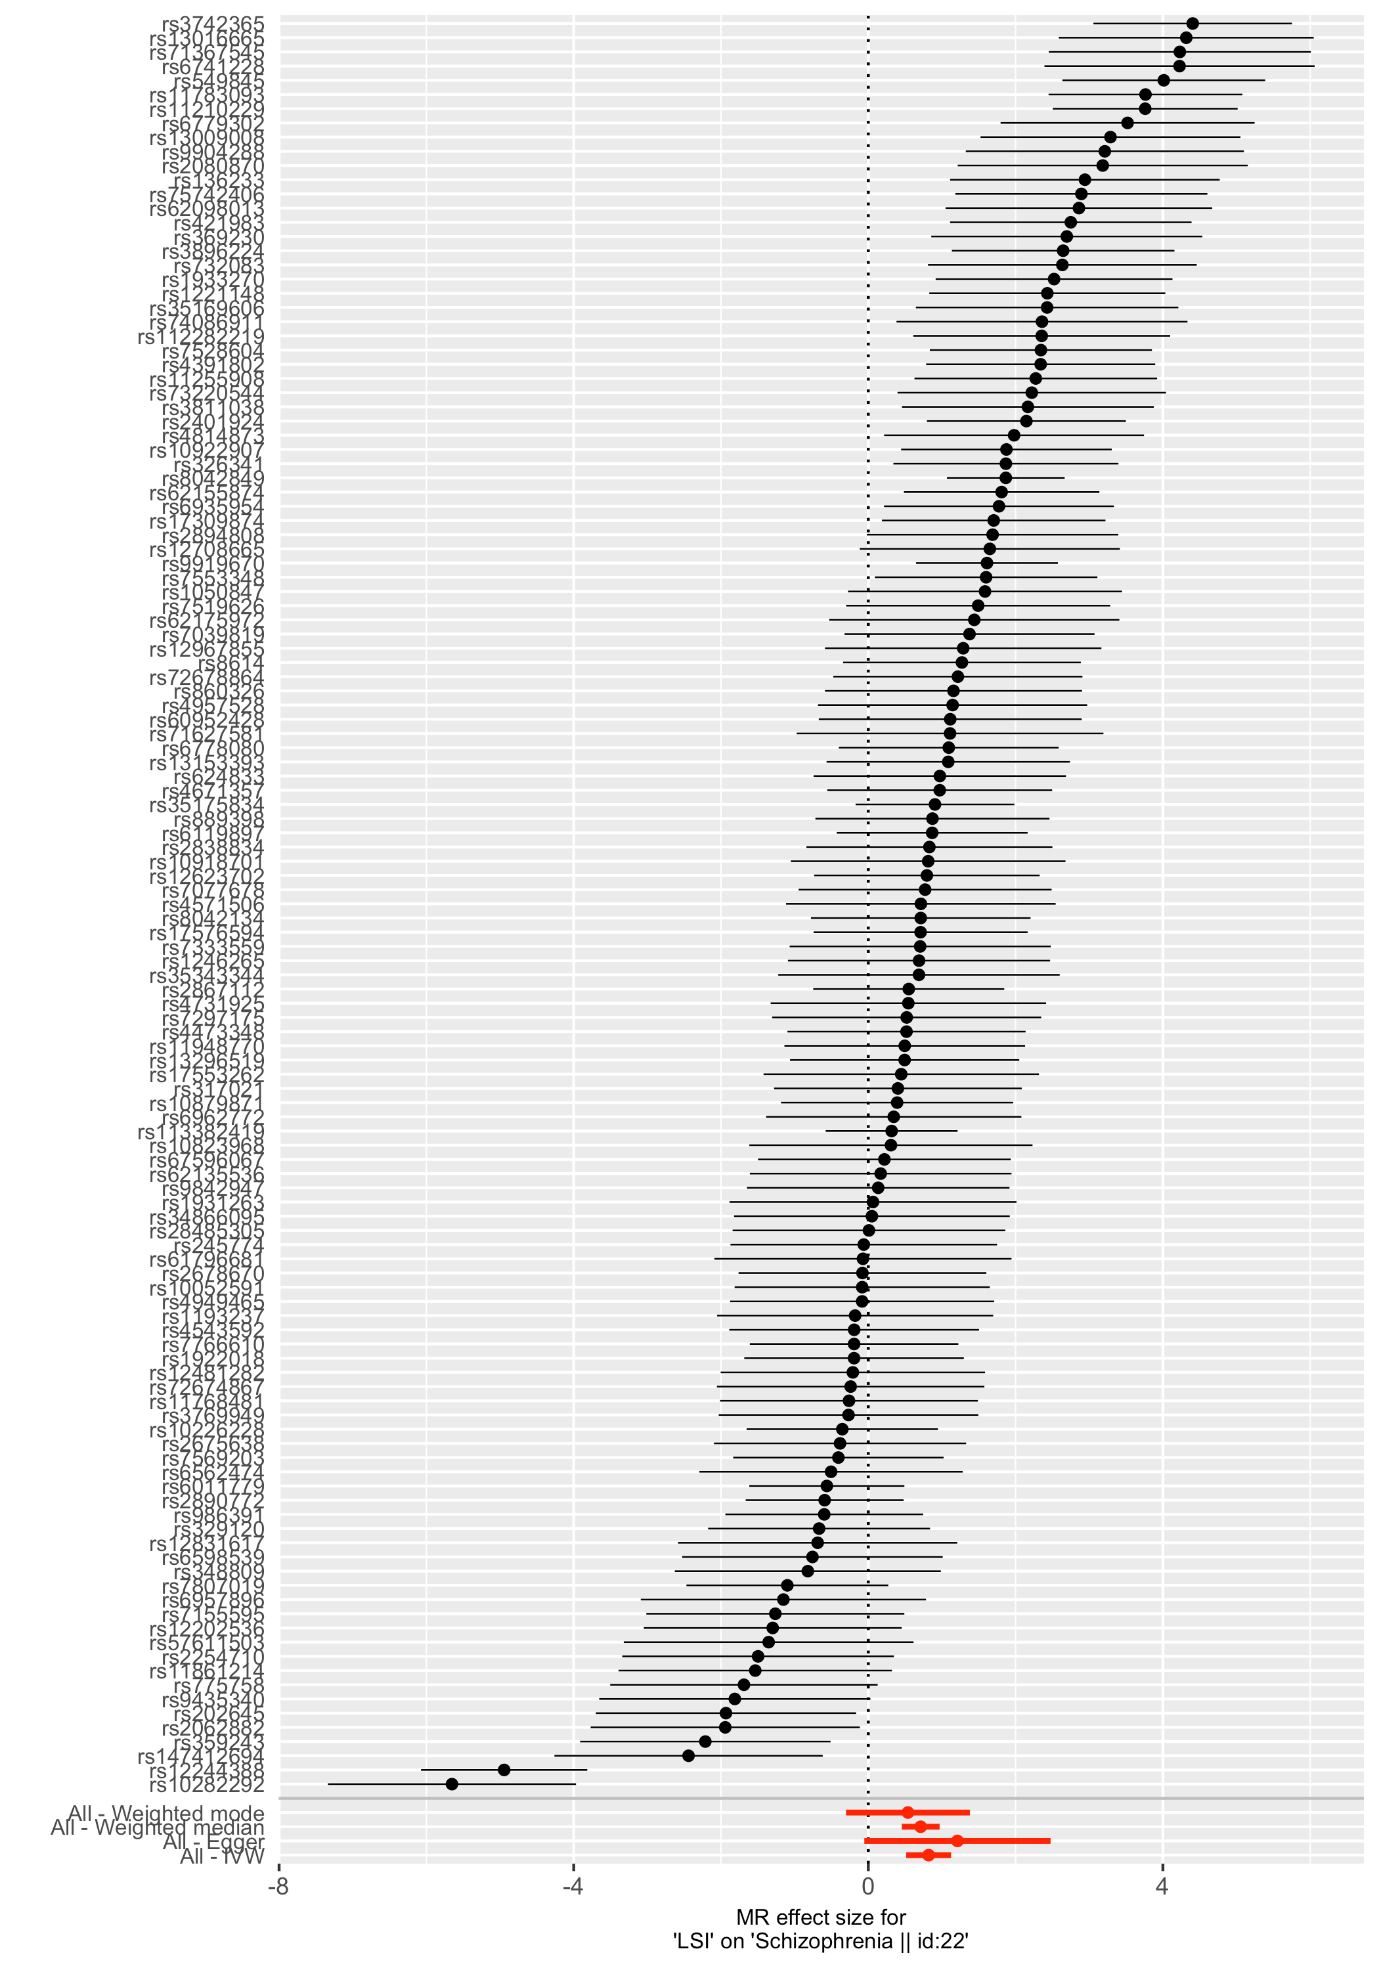 rs3742365
rs13016665
rs71367545
rs6741228
rs549845
rs11783093
rs11210229
rs6779302
rs13009008
rs9904288
rs2080870
rs136233
rs75742406
rs62098013
rs421983
rs369230
rs3896224
rs732083
rs1933270
rs1221148
rs35169606
rs74086911
rs112282219
rs7528604
rs4391802
rs11255908
rs73220544
rs3811038
rs2401924
rs4814873
rs10922907
rs326341
rs8042849
rs62155874
rs6935954
rs17309874
rs2894808
rs12708665
rs9919670
rs7553348
rs1050847
rs7519626
rs62175972
rs7039819
rs12967855
rs8614
rs72678864
rs860326
rs4957528
rs60952428
rs71627581
rs6778080
rs13153393
rs624833
rs4671357
rs35175834
rs889398
rs6119897
rs2838834
rs10918701
rs12623702
rs7077678
rs4571506
rs8042134
rs17576594
rs7333559
rs1246265
rs35343344
rs2867112
rs4731925
rs7297175
rs4473348
rs11948770
rs13296519
rs17553262
rs317021
rs10879871
rs6962772
rs113382419
rs10823968
rs67596067
rs62135536
rs9842947
rs1931263
rs34866095
rs28485305
rs245774
rs61796681
rs2678670
rs10052591
rs4949465
rs1193237
rs4543592
rs7766610
rs1922018
rs12481282
rs72674867
rs11768481
rs3769949
rs10226228
rs2675638
rs7569203
rs6562474
rs6011779
rs2890772
rs986391
rs329120
rs12831617
rs6598539
rs348809
rs7807019
rs6957896
rs7155595
rs12202536
rs57611503
rs2254710
rs11861214
rs775758
rs9435340
rs202645
rs2062882
rs359243
rs147412694
rs12244388
rs10282292
All - Weighted mode
All - Weighted median
All - Egger
All - IVW
-8 -4 0 4
MR effect size for
'LSI' on 'Schizophrenia || id:22'